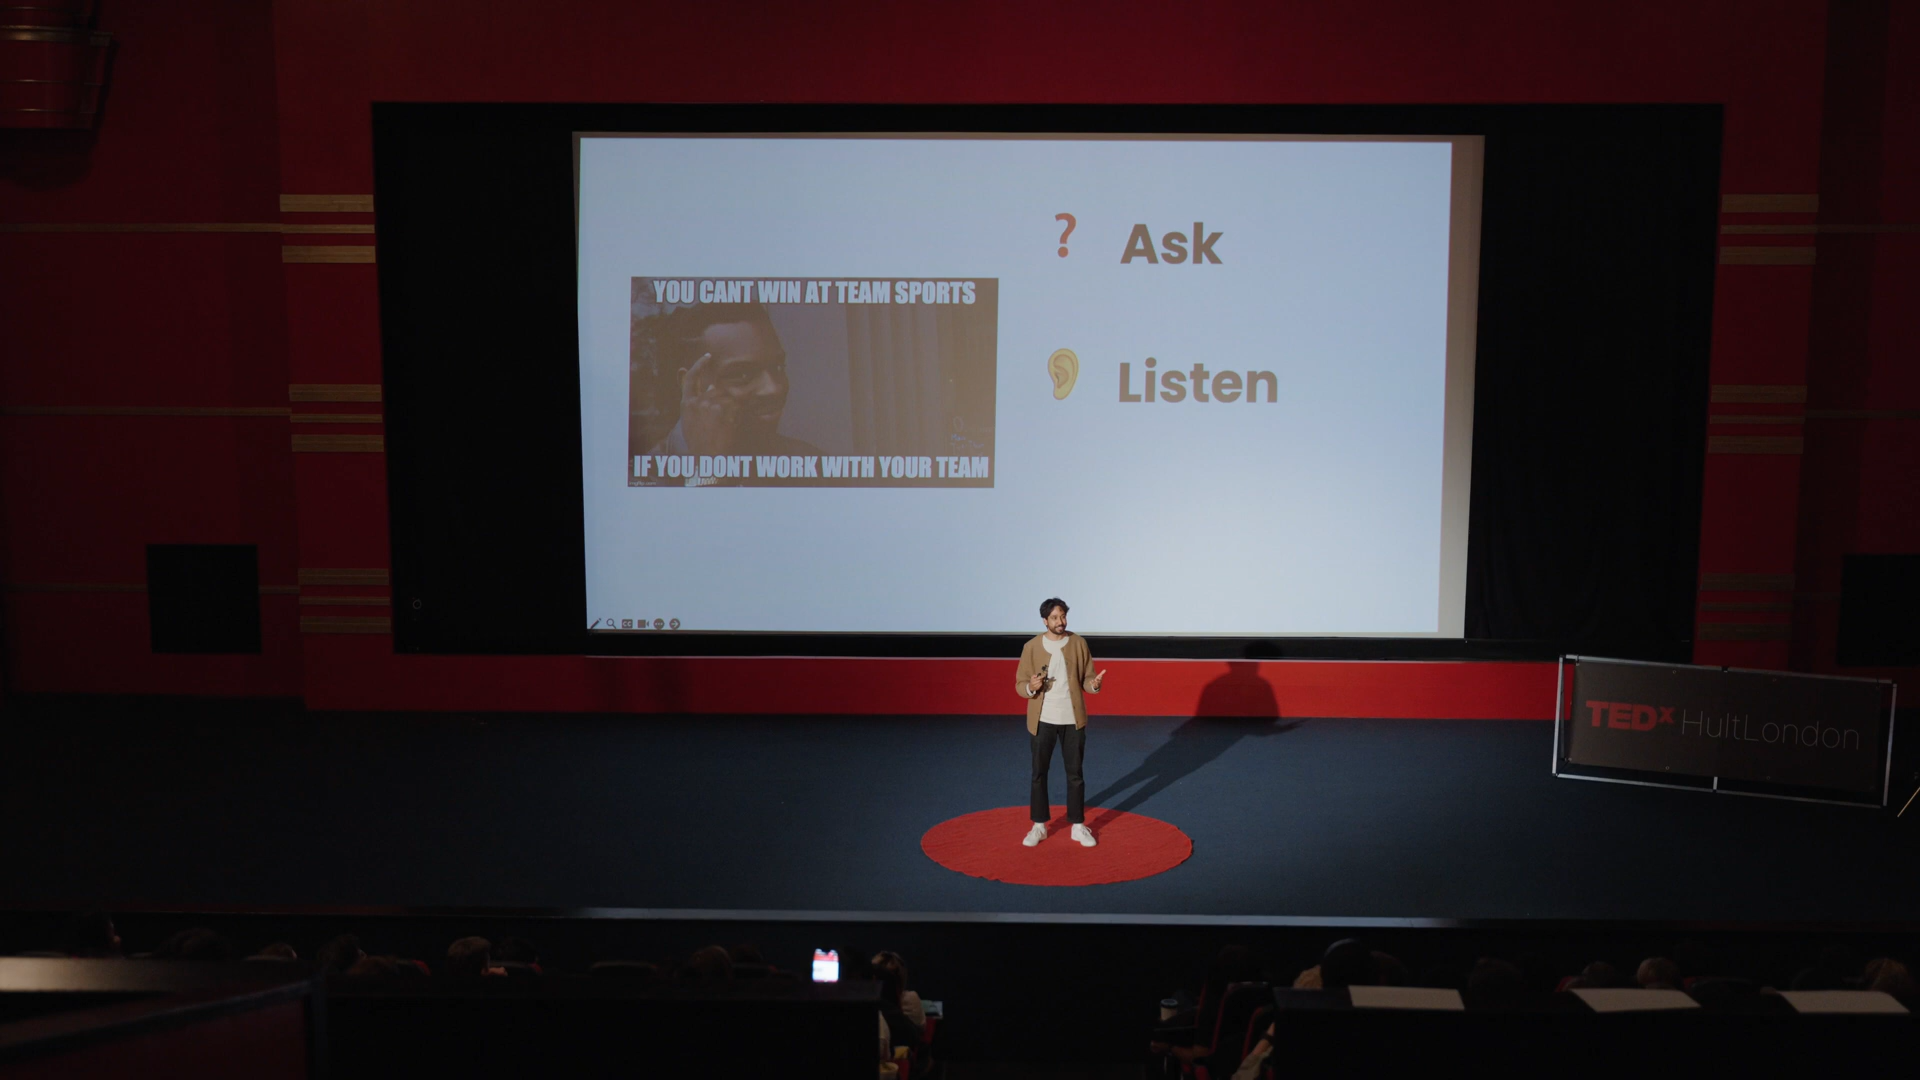 YOU CANT WIN AT TEAM SPORTS
IF YOU DONT WORK WITH YOUR TEAM
? Ask
Listen
TEDx HultLondon